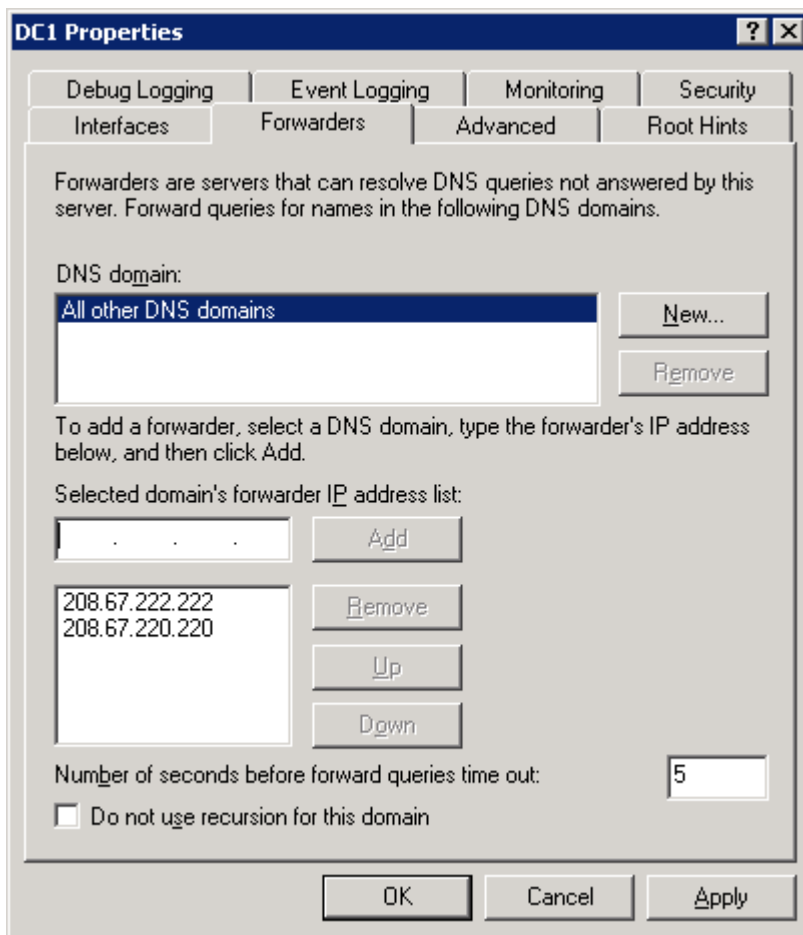 DC1 Properties
Debug Logging
Event Logging
Monitoring
Security
Interfaces
Forwarders
Advanced
Root Hints
Forwarders are servers that can resolve DNS queries not answered by this
server. Forward queries for names in the following DNS domains.
DNS domain:
All other DNS domains
New...
Remove
To add a forwarder, select a DNS domain, type the forwarder's IP address
below, and then click Add.
Selected domain's forwarder IP address list:
. . .
Add
208.67.222.222
208.67.220.220
Remove
Up
Down
Number of seconds before forward queries time out:
5
Do not use recursion for this domain
OK
Cancel
Apply